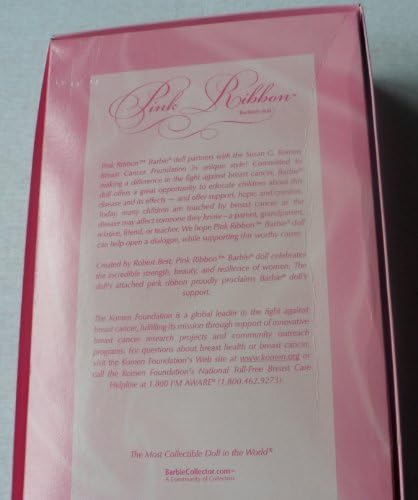 Pink Ribbon™
Barbie® doll
Pink Ribbon™ Barbie® doll partners with the Susan G. Komen
Breast Cancer Foundation in unique style! Committed to
making a difference in the fight against breast cancer, Barbie®
doll offers a great opportunity to educate children about this
disease and its effects — and offer support, hope, and comfort.
Today many children are touched by breast cancer as the
disease may affect someone they know – a parent, grandparent,
relative, friend, or teacher. We hope Pink Ribbon™ Barbie® doll
can help open a dialogue, while supporting this worthy cause.
Created by Robert Best, Pink Ribbon™ Barbie® doll celebrates
the incredible strength, beauty, and resilience of women. The
doll's attached pink ribbon proudly proclaims Barbie® doll's
support.
The Komen Foundation is a global leader in the fight against
breast cancer, fulfilling its mission through support of innovative
breast cancer research projects and community outreach
programs. For questions about breast health or breast cancer,
visit the Komen Foundation's Web site at www.komen.org or
call the Komen Foundation's National Toll-Free Breast Care
Helpline at 1.800 I'M AWARE® (1.800.462.9273).
The Most Collectible Doll in the World®
BarbieCollector.com™
A Community of Collectors